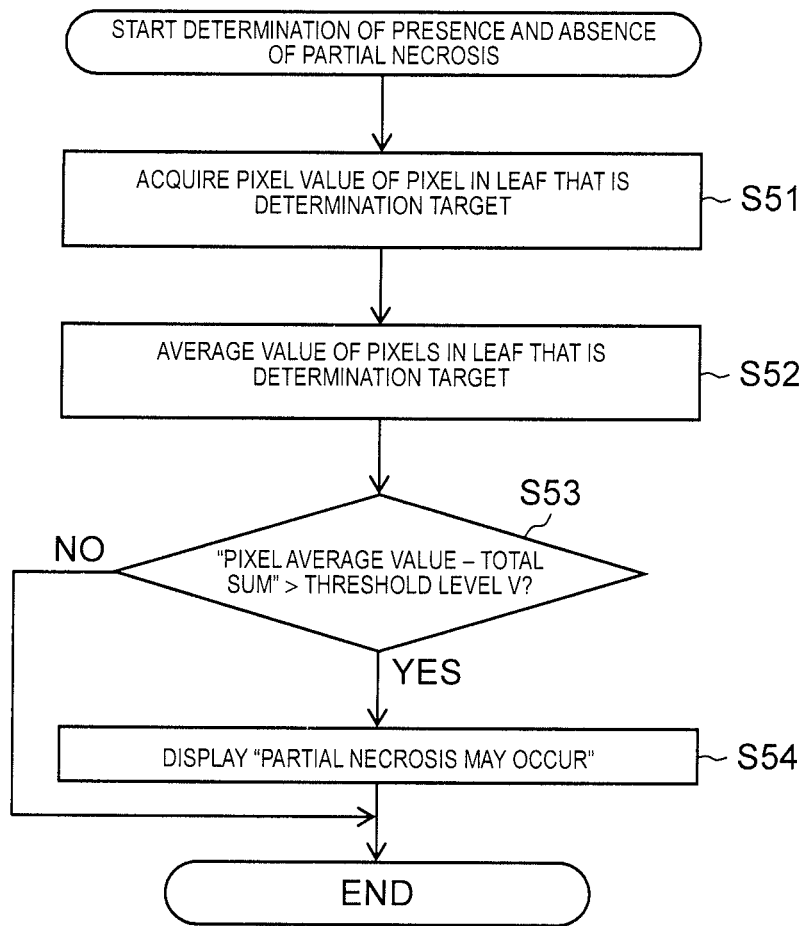 START DETERMINATION OF PRESENCE AND ABSENCE
OF PARTIAL NECROSIS
ACQUIRE PIXEL VALUE OF PIXEL IN LEAF THAT IS
DETERMINATION TARGET
S51
AVERAGE VALUE OF PIXELS IN LEAF THAT IS
DETERMINATION TARGET
S52
S53
"PIXEL AVERAGE VALUE – TOTAL
SUM" > THRESHOLD LEVEL V?
NO
YES
DISPLAY "PARTIAL NECROSIS MAY OCCUR"
S54
END